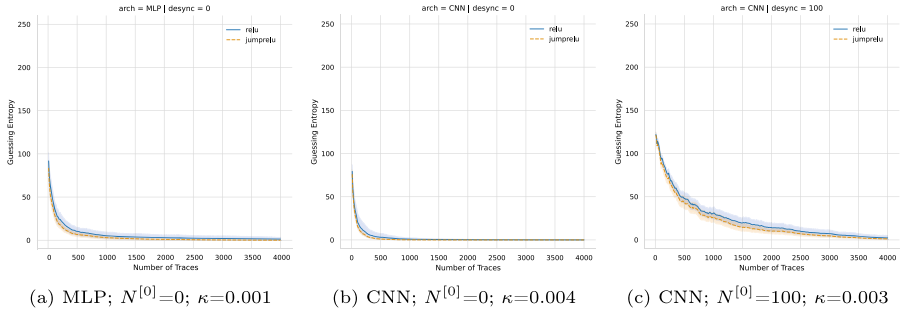 arch = MLP | desync = 0
250
200
150
100
50
0
Guessing Entropy
relu
jumprelu
0 500 1000 1500 2000 2500 3000 3500 4000
Number of Traces
(a) MLP; N^[0]=0; κ=0.001
arch = CNN | desync = 0
250
200
150
100
50
0
Guessing Entropy
relu
jumprelu
0 500 1000 1500 2000 2500 3000 3500 4000
Number of Traces
(b) CNN; N^[0]=0; κ=0.004
arch = CNN | desync = 100
250
200
150
100
50
0
Guessing Entropy
relu
jumprelu
0 500 1000 1500 2000 2500 3000 3500 4000
Number of Traces
(c) CNN; N^[0]=100; κ=0.003